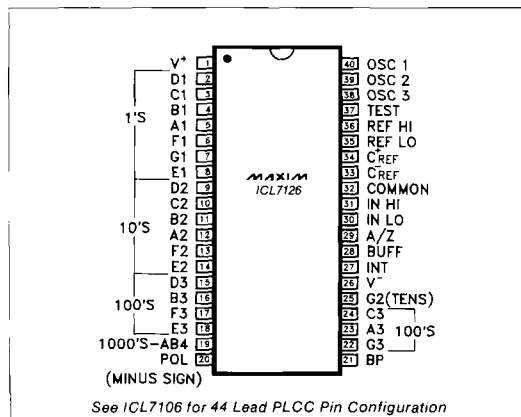 V+ 1 40 OSC 1
D1 2 39 OSC 2
C1 3 38 OSC 3
B1 4 37 TEST
1'S A1 5 36 REF HI
F1 6 35 REF LO
G1 7 34 C+REF
E1 8 33 C-REF
MAXIM
ICL7126
D2 9 32 COMMON
C2 10 31 IN HI
10'S B2 11 30 IN LO
A2 12 29 A/Z
F2 13 28 BUFF
E2 14 27 INT
D3 15 26 V-
100'S B3 16 25 G2(TENS)
F3 17 24 C3
E3 18 23 A3 100'S
1000'S-AB4 19 22 G3
POL 20 21 BP
(MINUS SIGN)
See ICL7106 for 44 Lead PLCC Pin Configuration